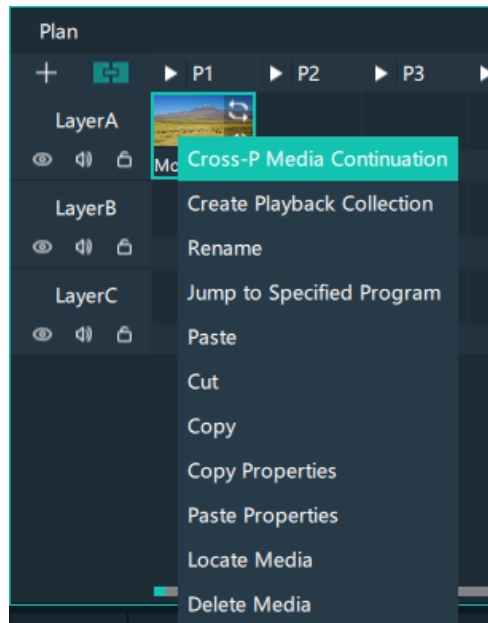 Plan
P1 P2 P3
LayerA
Mo
Cross-P Media Continuation
Create Playback Collection
LayerB
Rename
Jump to Specified Program
LayerC
Paste
Cut
Copy
Copy Properties
Paste Properties
Locate Media
Delete Media